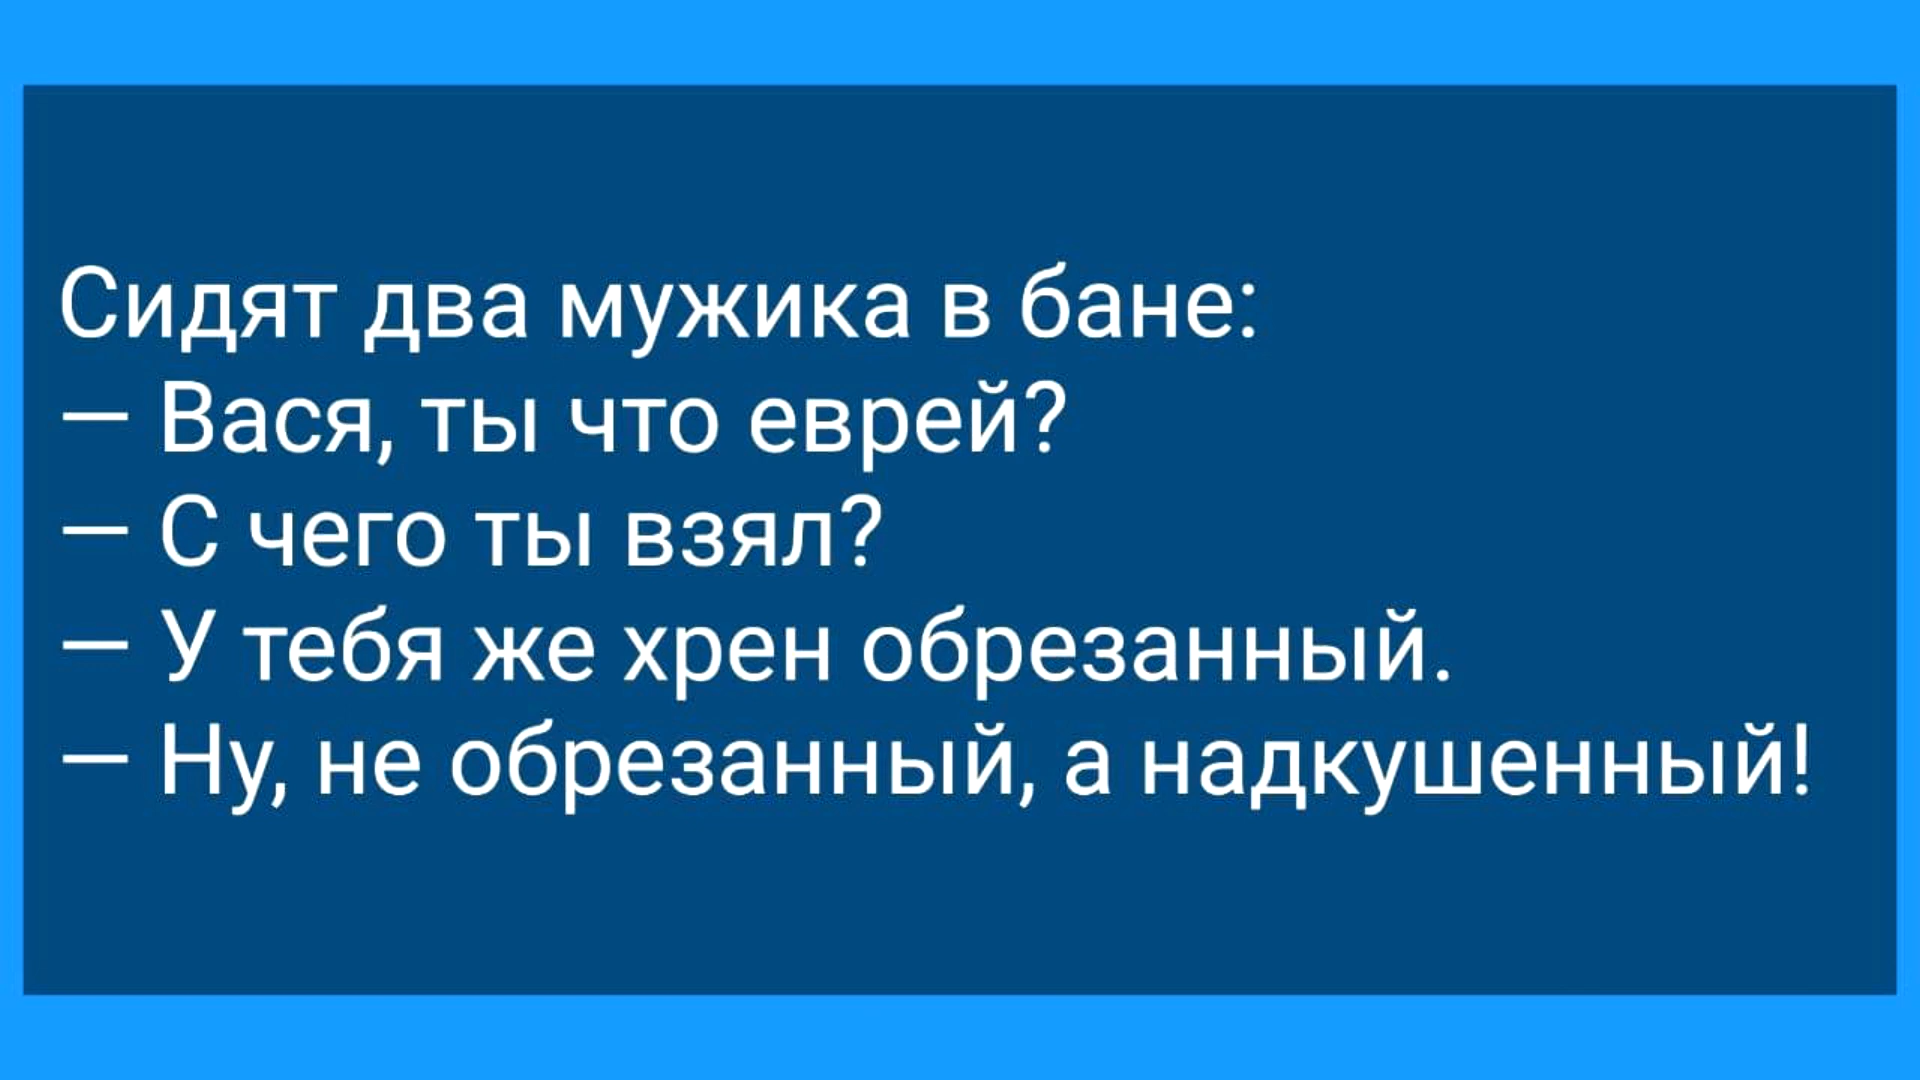 Сидят два мужика в бане:
— Вася, ты что еврей?
— С чего ты взял?
— У тебя же хрен обрезанный.
— Ну, не обрезанный, а надкушенный!